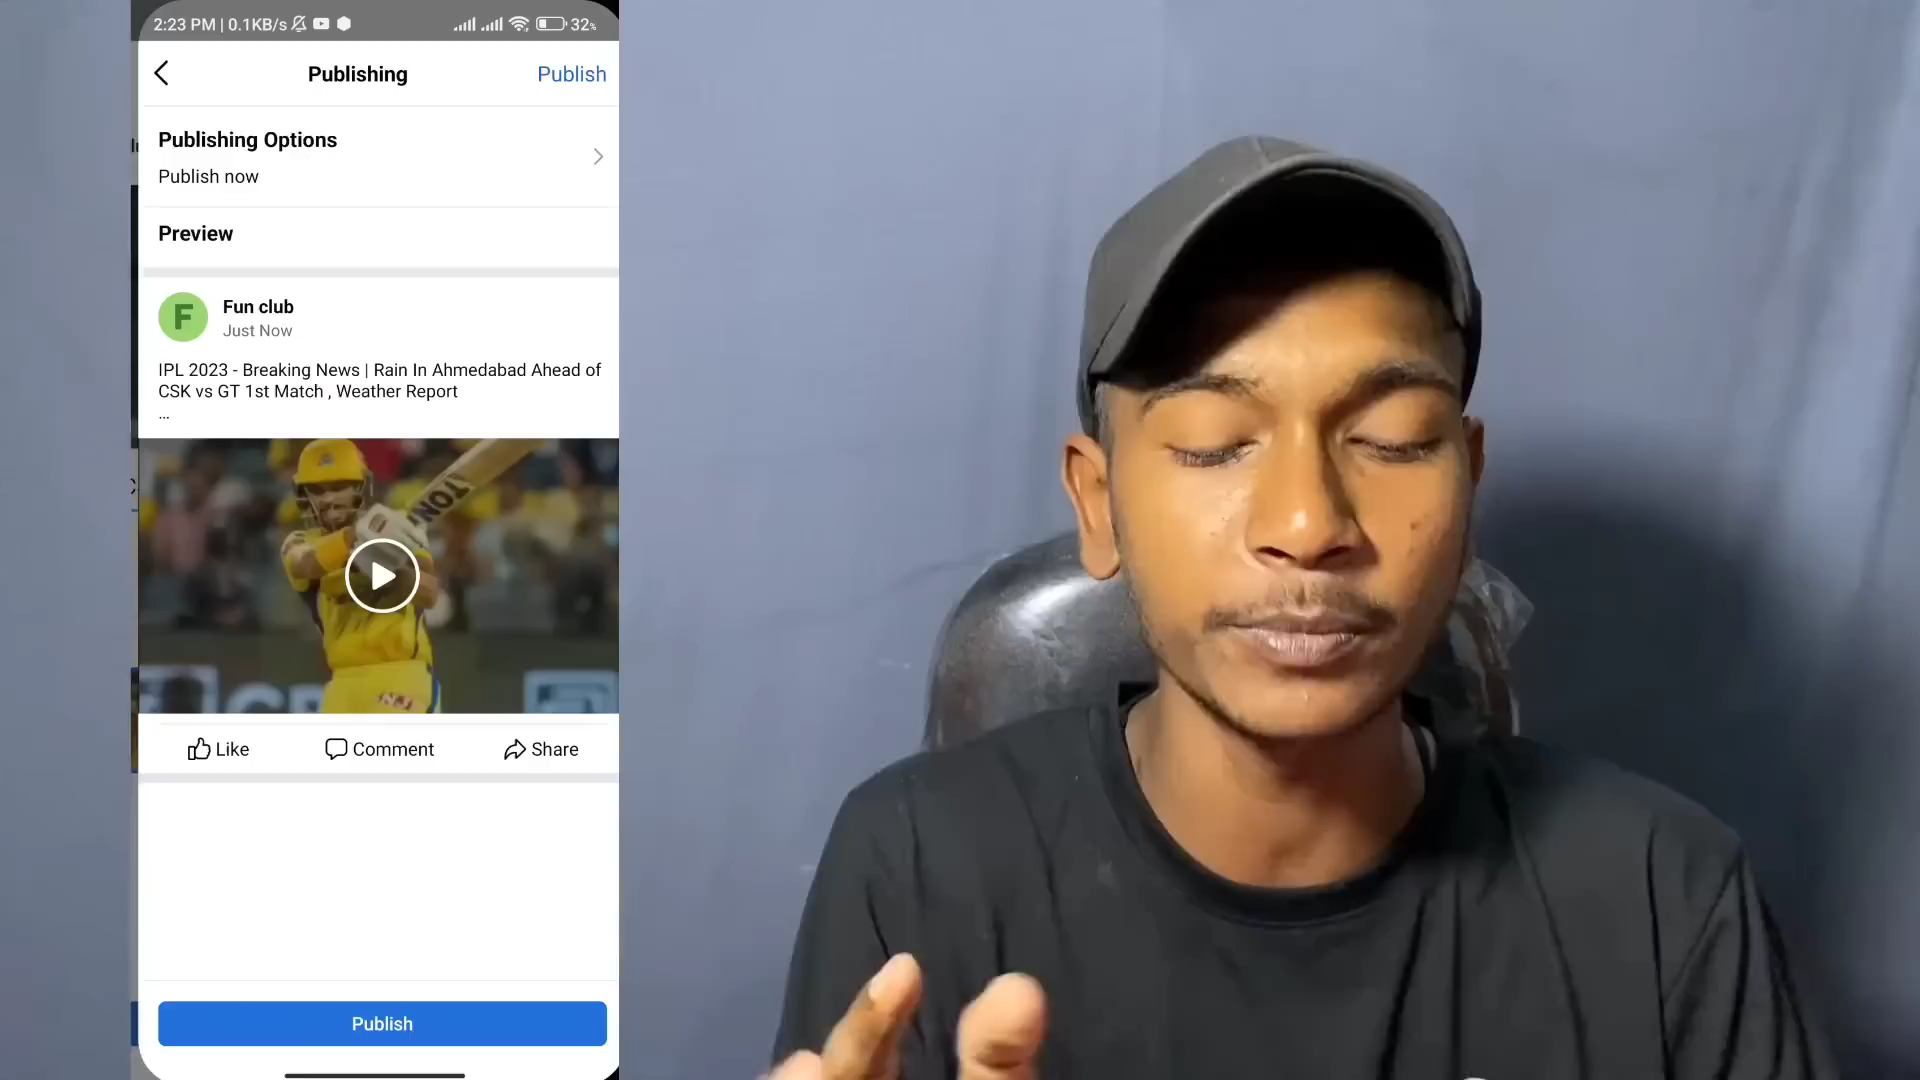 2:23 PM | 0.1KB/s 32%
Publishing Publish
Publishing Options
Publish now
Preview
F Fun club
Just Now
IPL 2023 - Breaking News | Rain In Ahmedabad Ahead of
CSK vs GT 1st Match , Weather Report
...
TON
Like Comment Share
Publish